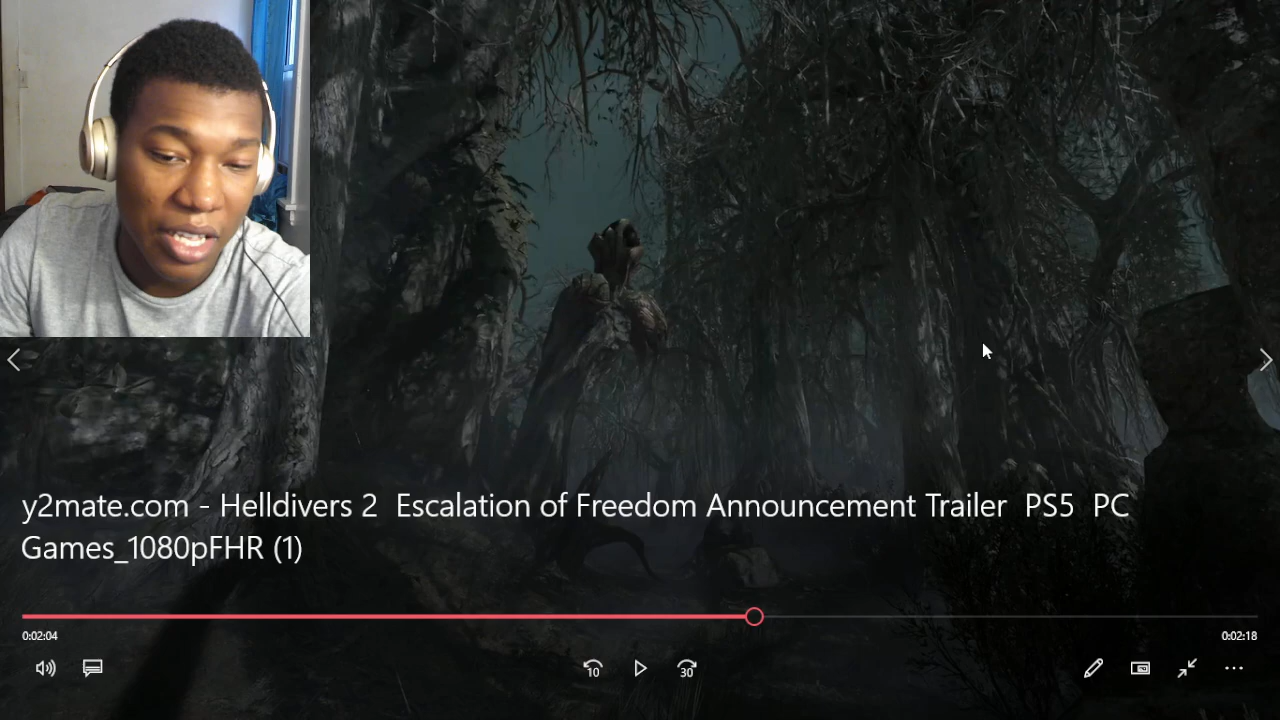 y2mate.com - Helldivers 2  Escalation of Freedom Announcement Trailer  PS5  PC
Games_1080pFHR (1)
0:02:04
0:02:18
10
30